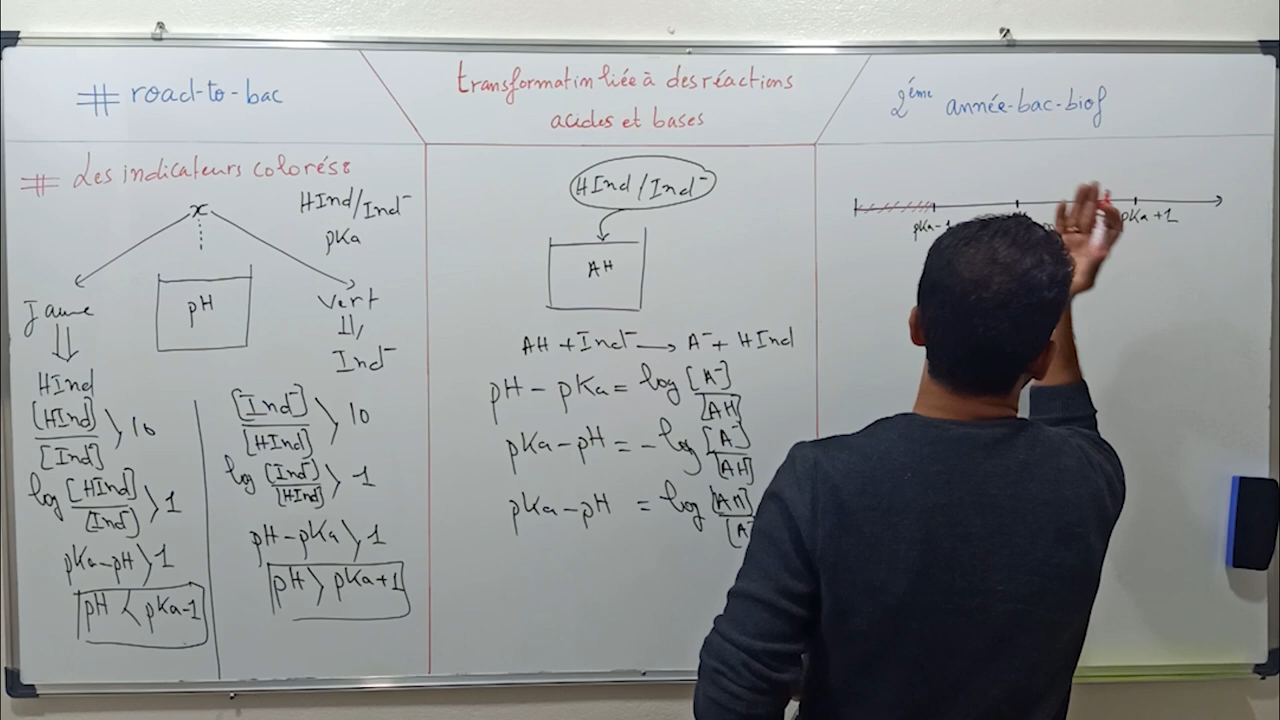 # road-to-bac
transformation liée à des réactions
acides et bases
2ème année-bac-biof
# Les indicateurs colorés:
x
HInd/Ind⁻
pKa
pH
Jaune
Vert
HInd
Ind⁻
[HInd]/[Ind⁻] > 10
log [HInd]/[Ind⁻] > 1
pKa-pH > 1
pH < pKa-1
[Ind⁻]/[HInd] > 10
log [Ind⁻]/[HInd] > 1
pH-pKa > 1
pH > pKa+1
HInd/Ind⁻
AH
AH + Ind⁻ → A⁻ + HInd
pH - pKa = log [A⁻]/[AH]
pKa-pH = -log [A⁻]/[AH]
pKa-pH = log [AH]/[A⁻
pKa-1
pKa+1